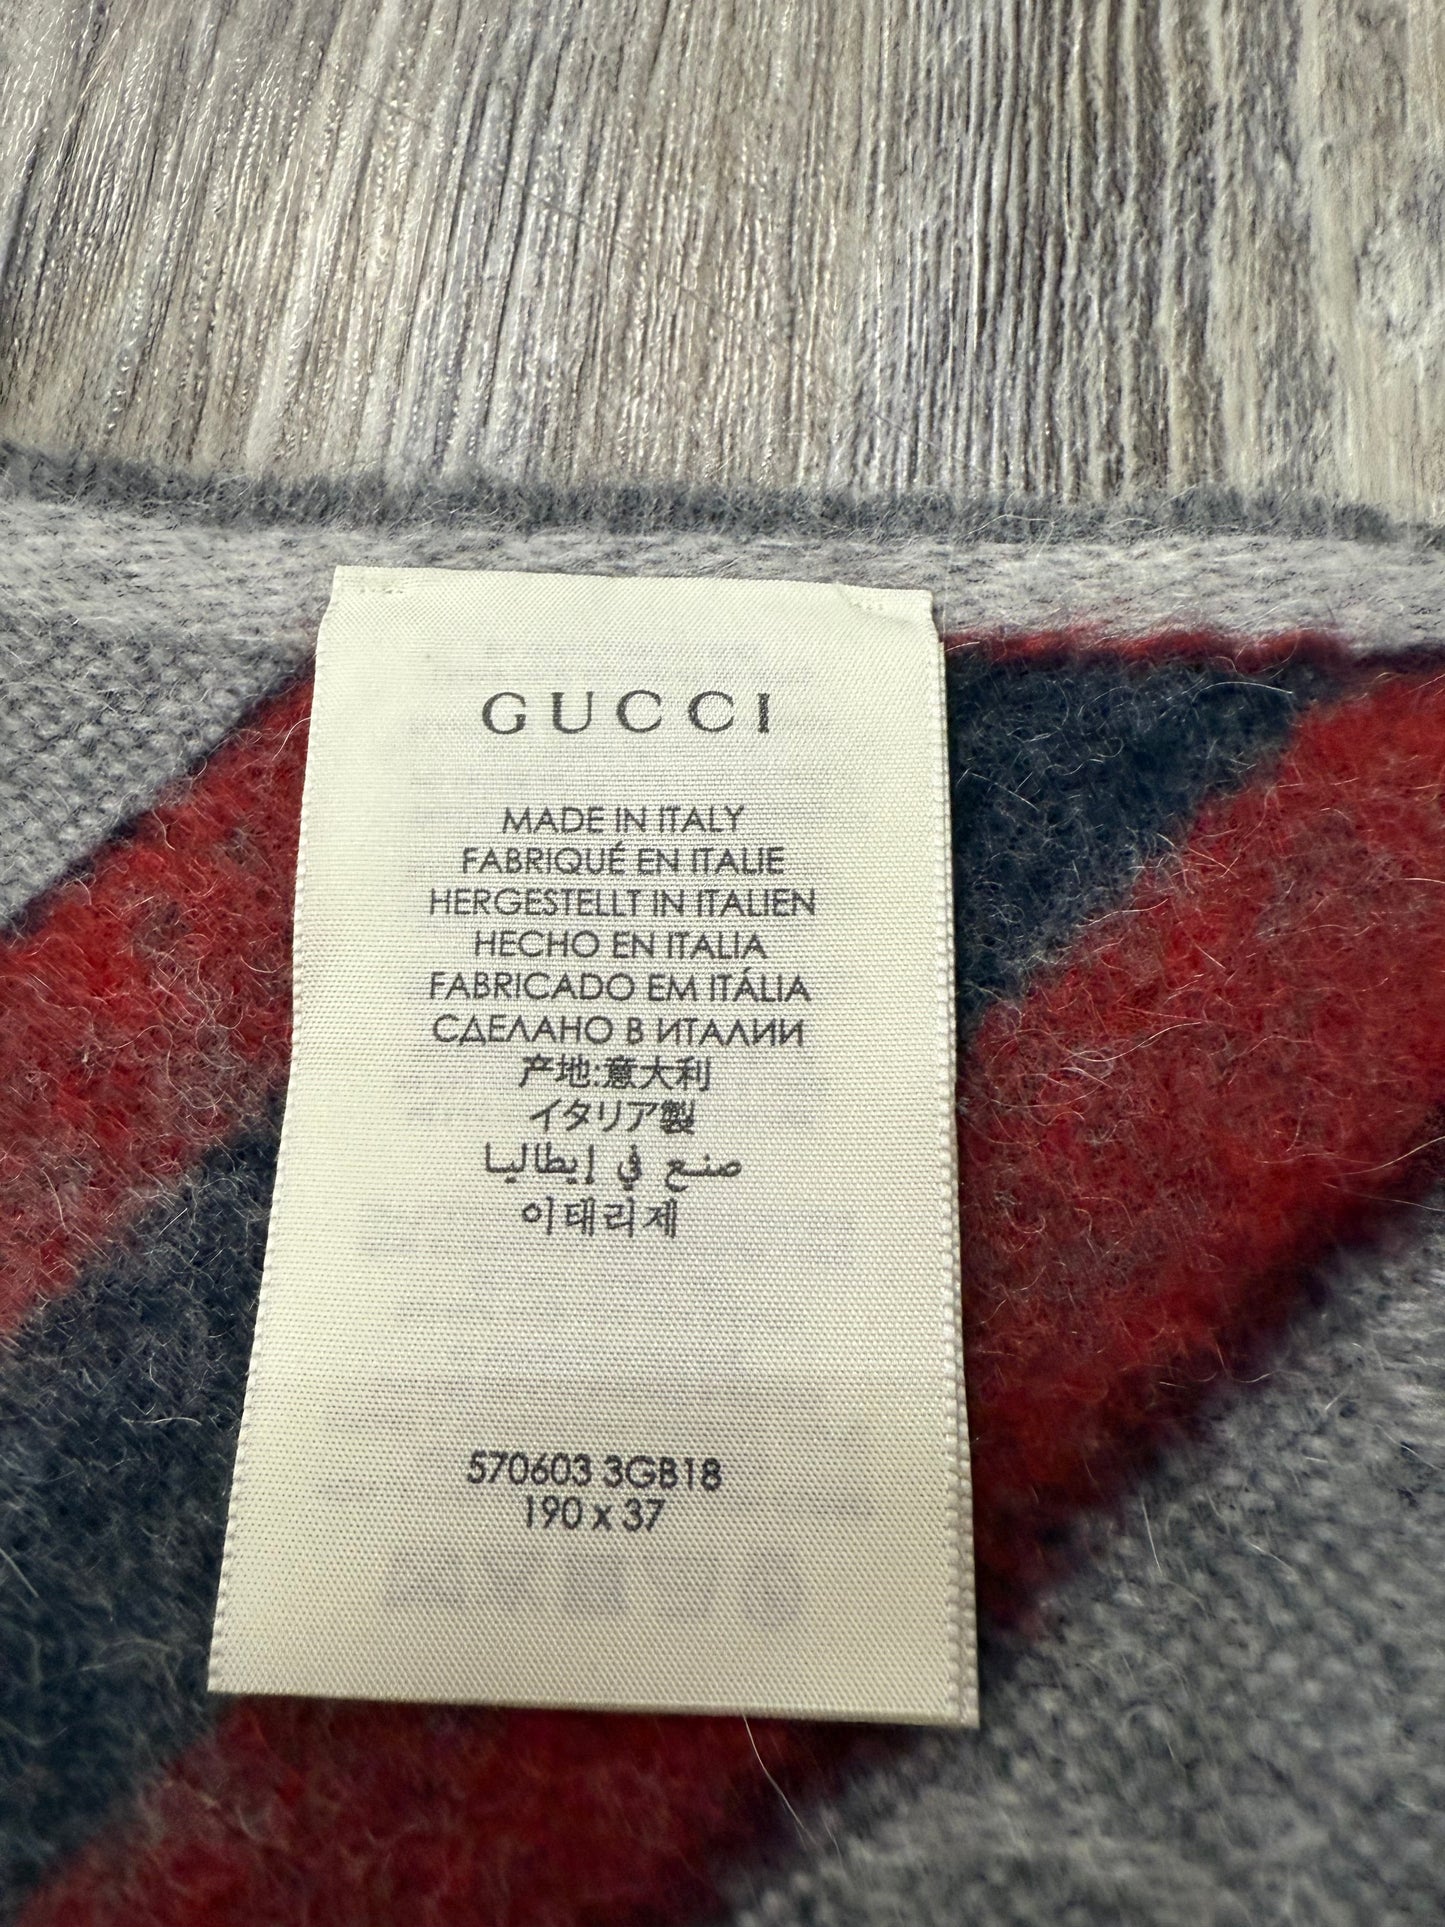 GUCCI
MADE IN ITALY
FABRIQUÉ EN ITALIE
HERGESTELLT IN ITALIEN
HECHO EN ITALIA
FABRICADO EM ITÁLIA
СДЕЛАНО В ИТАЛИИ
产地:意大利
イタリア製
صنع في إيطاليا
이태리제
570603 3GB18
190 x 37